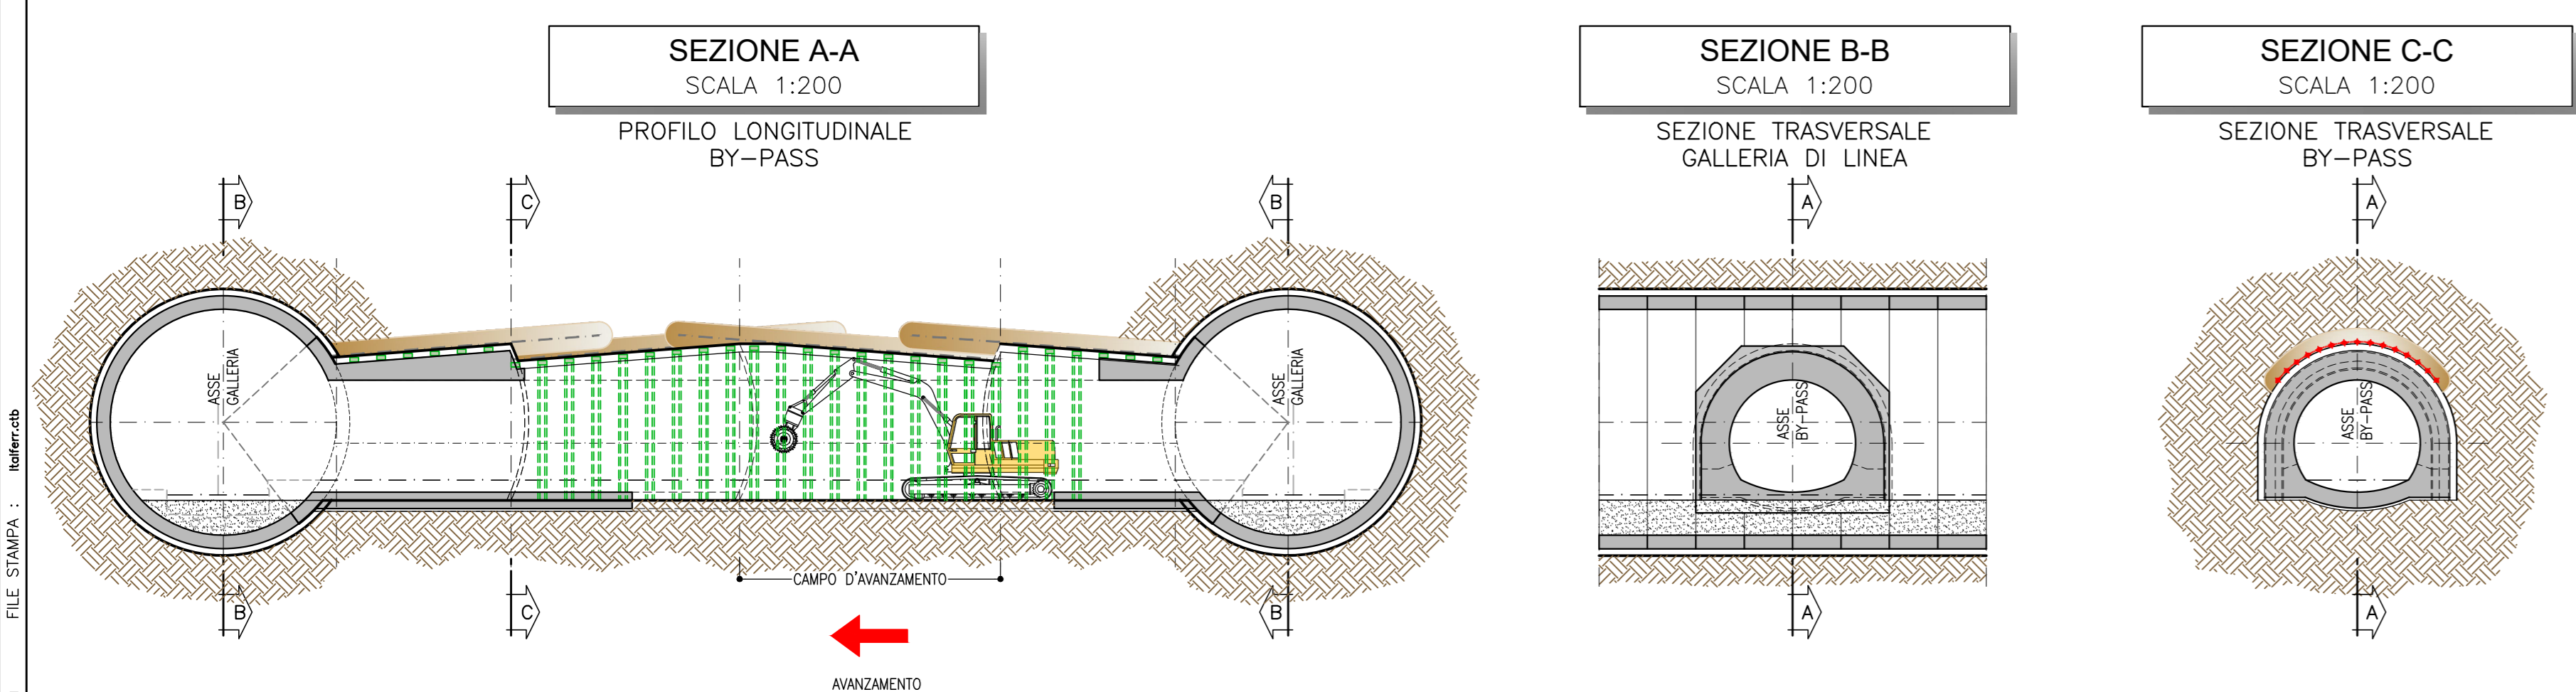 SEZIONE A-A
SCALA 1:200
PROFILO LONGITUDINALE
BY-PASS
SEZIONE B-B
SCALA 1:200
SEZIONE TRASVERSALE
GALLERIA DI LINEA
SEZIONE C-C
SCALA 1:200
SEZIONE TRASVERSALE
BY-PASS
B
C
B
A
A
ASSE
GALLERIA
ASSE
GALLERIA
ASSE
BY-PASS
ASSE
BY-PASS
CAMPO D'AVANZAMENTO
B
C
B
A
A
AVANZAMENTO
FILE STAMPA : Italferr.ctb